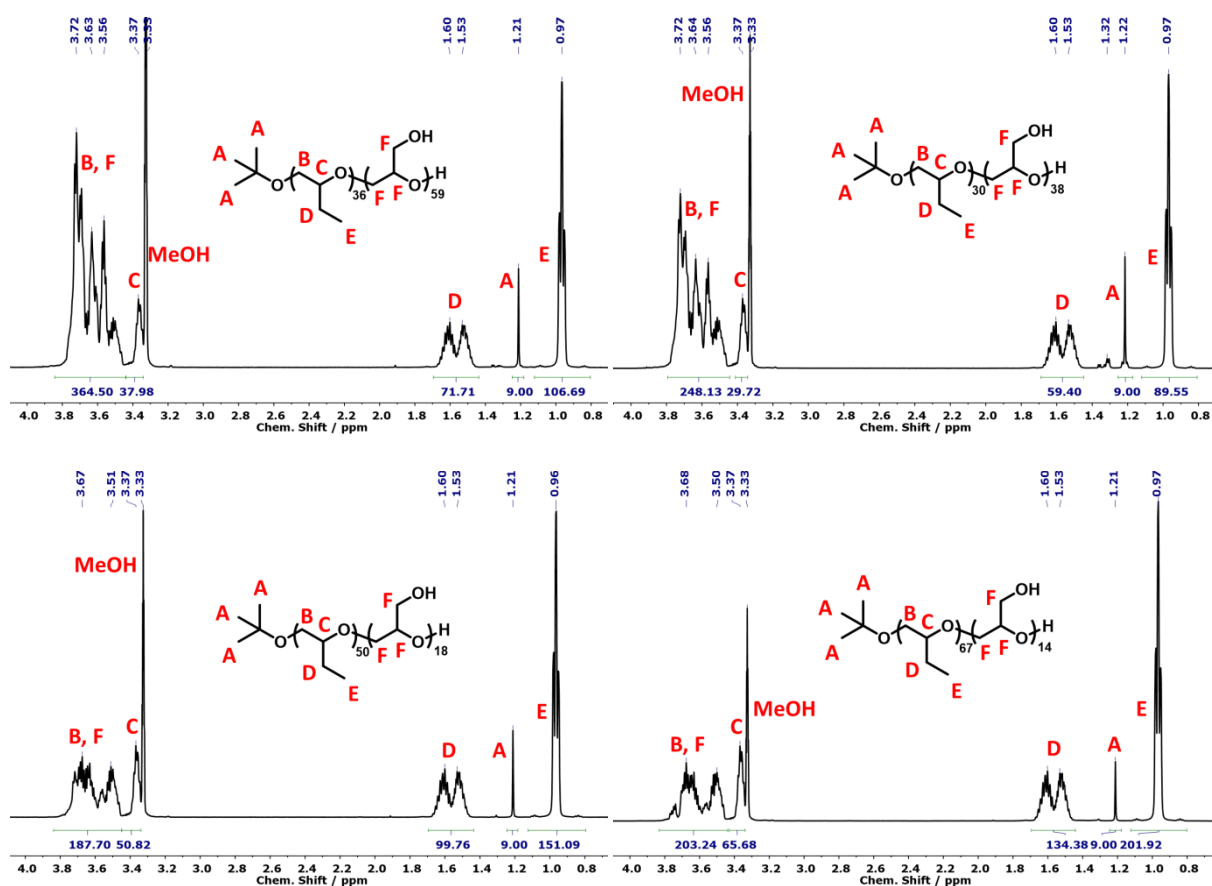 3.72 3.63 3.56 3.37 3.33 1.60 1.53 1.21 0.97
A
A
A
O
B
C
O
36
D
E
F
OH
F
F
O
59
H
B, F
MeOH
C
D
A
E
364.50 37.98 71.71 9.00 106.69
4.0 3.8 3.6 3.4 3.2 3.0 2.8 2.6 2.4 2.2 2.0 1.8 1.6 1.4 1.2 1.0 0.8
Chem. Shift / ppm
3.72 3.64 3.56 3.37 3.33 1.60 1.53 1.32 1.22 0.97
MeOH
A
A
A
O
B
C
O
30
D
E
F
OH
F
F
O
38
H
B, F
C
D
A
E
248.13 29.72 59.40 9.00 89.55
4.0 3.8 3.6 3.4 3.2 3.0 2.8 2.6 2.4 2.2 2.0 1.8 1.6 1.4 1.2 1.0 0.8
Chem. Shift / ppm
3.67 3.51 3.37 3.33 1.60 1.53 1.21 0.96
MeOH
A
A
A
O
B
C
O
50
D
E
F
OH
F
F
O
18
H
B, F
C
D
A
E
187.70 50.82 99.76 9.00 151.09
4.0 3.8 3.6 3.4 3.2 3.0 2.8 2.6 2.4 2.2 2.0 1.8 1.6 1.4 1.2 1.0 0.8
Chem. Shift / ppm
3.68 3.50 3.37 3.33 1.60 1.53 1.21 0.97
A
A
A
O
B
C
O
67
D
E
F
OH
F
F
O
14
H
B, F
C
MeOH
D
A
E
203.24 65.68 134.38 9.00 201.92
4.0 3.8 3.6 3.4 3.2 3.0 2.8 2.6 2.4 2.2 2.0 1.8 1.6 1.4 1.2 1.0 0.8
Chem. Shift / ppm